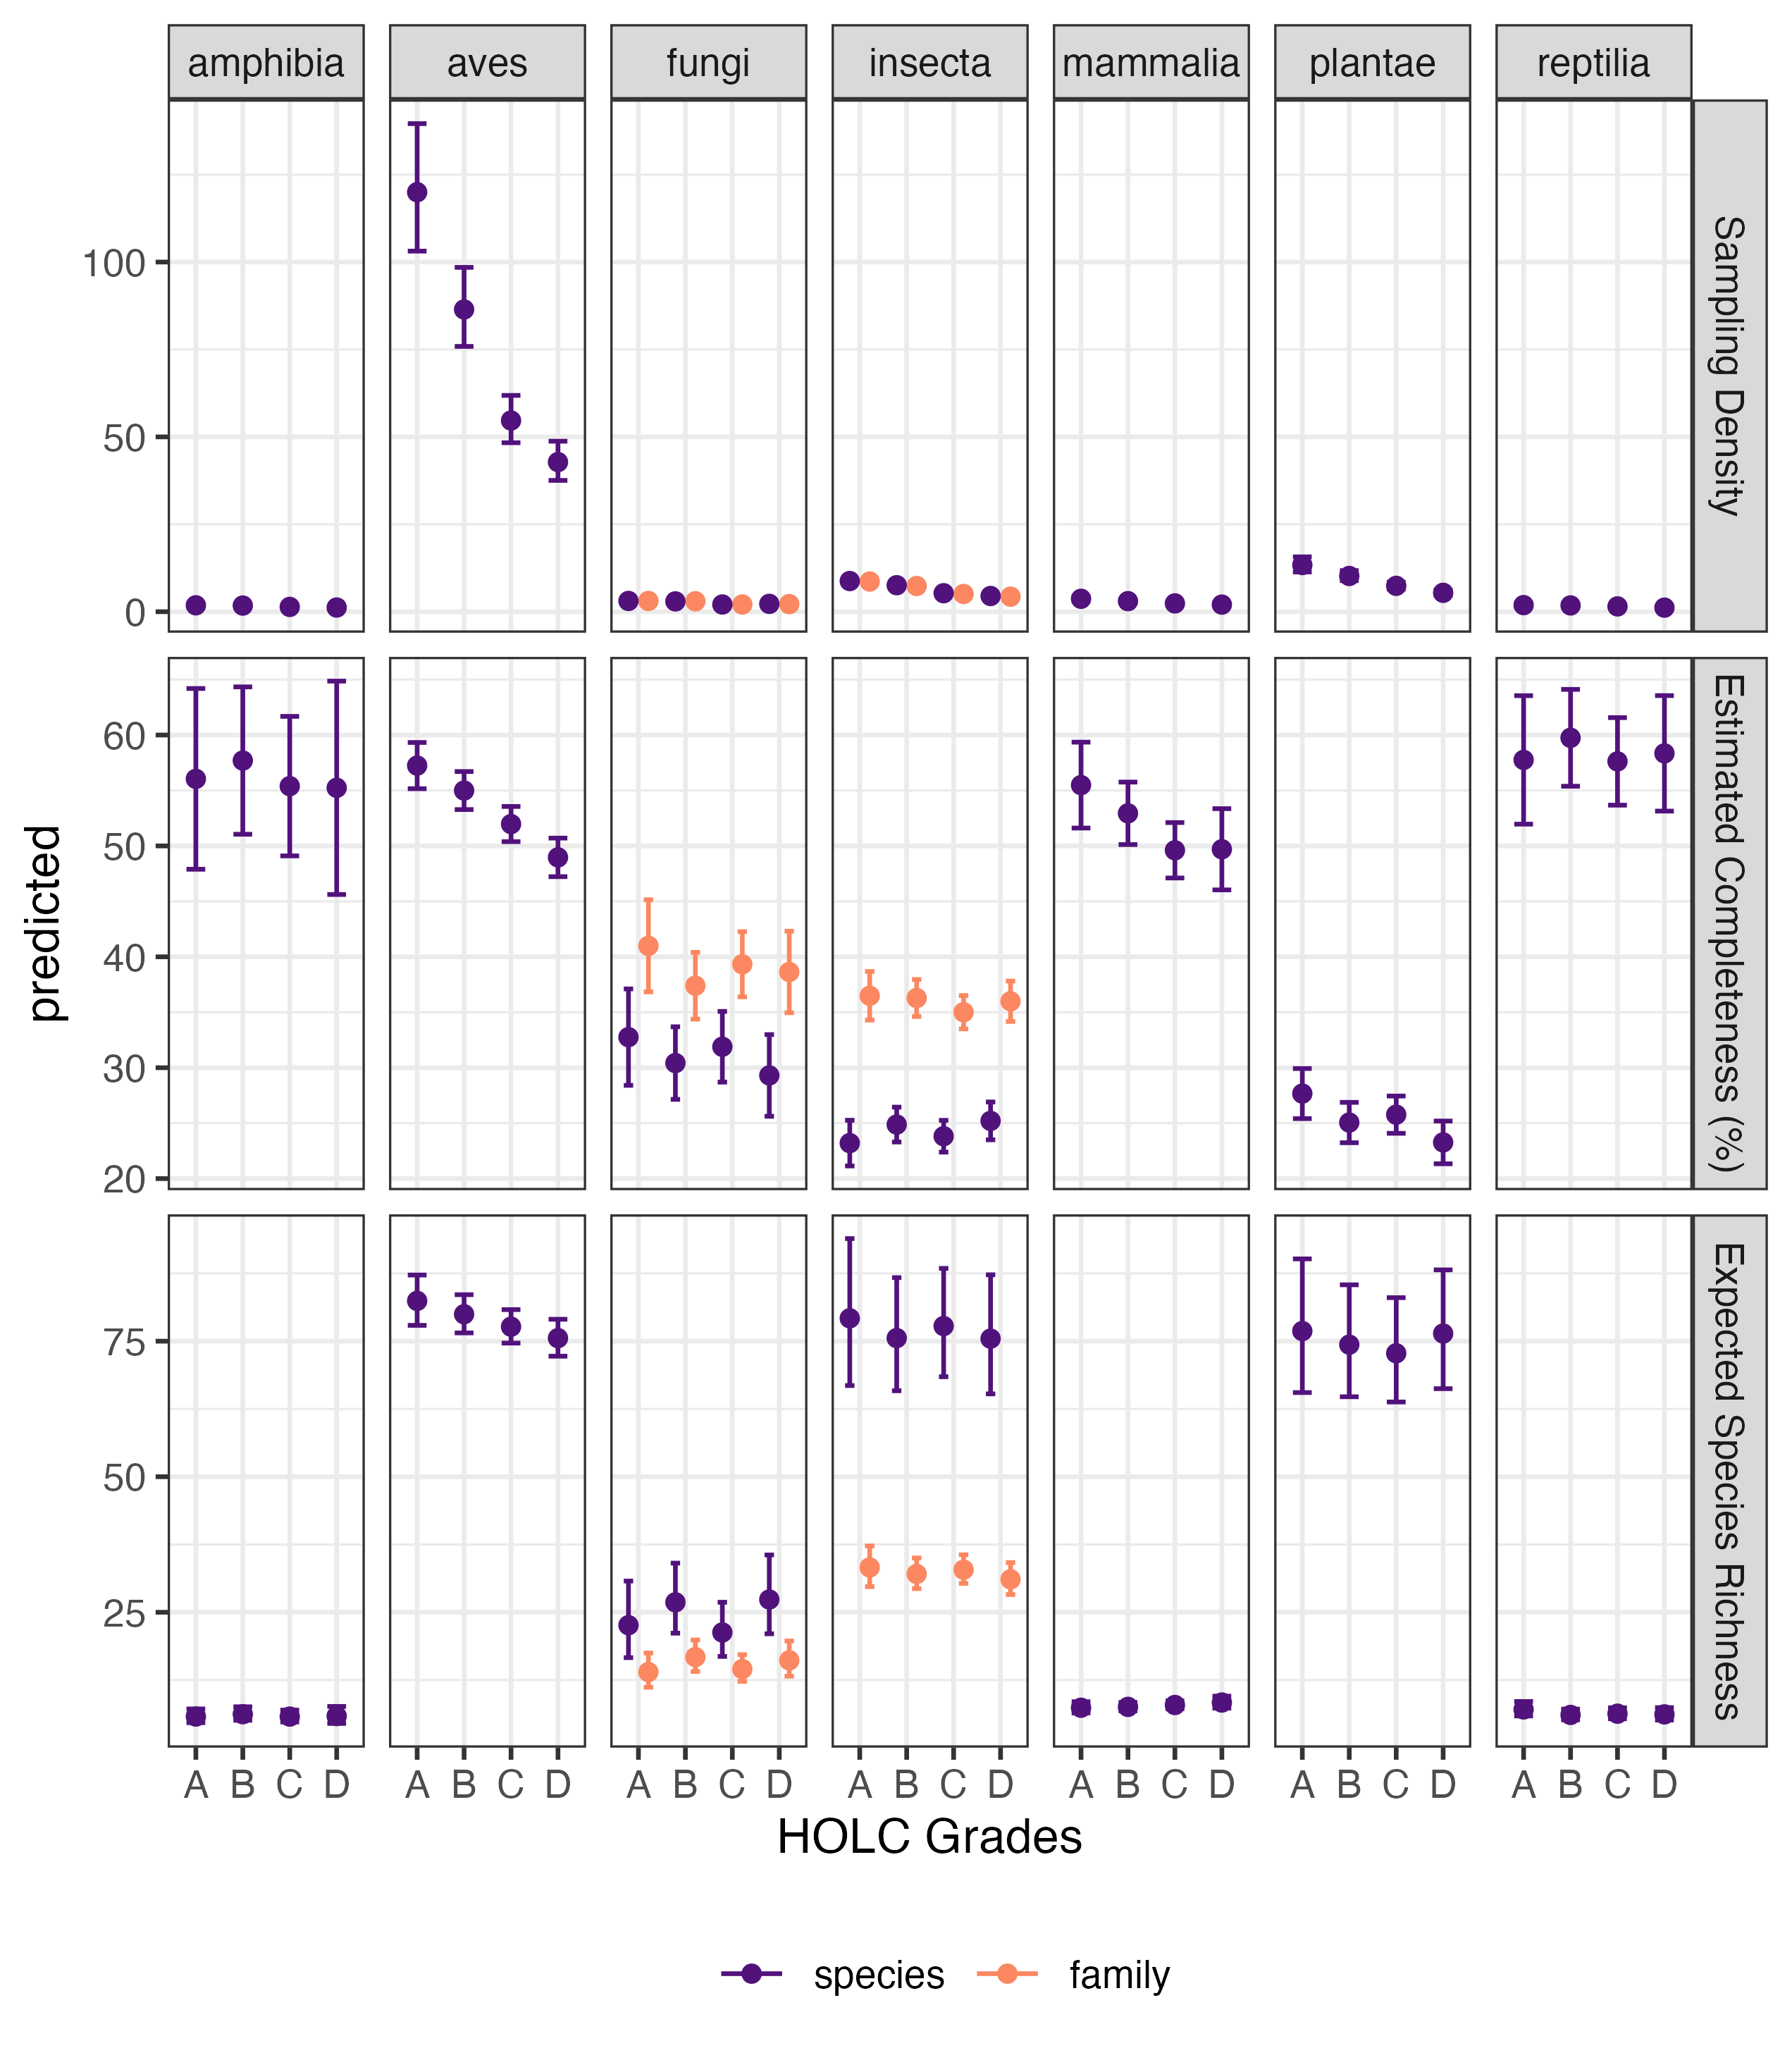 amphibia aves fungi insecta mammalia plantae reptilia
Sampling Density
100
50
0
Estimated Completeness (%)
60
50
40
30
20
predicted
Expected Species Richness
75
50
25
A B C D A B C D A B C D A B C D A B C D A B C D A B C D
HOLC Grades
species family